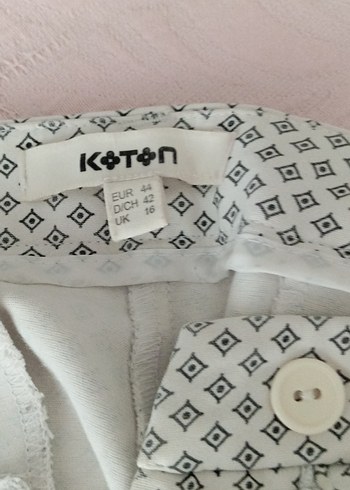 KOTON
EUR 44
D/CH 42
UK 16